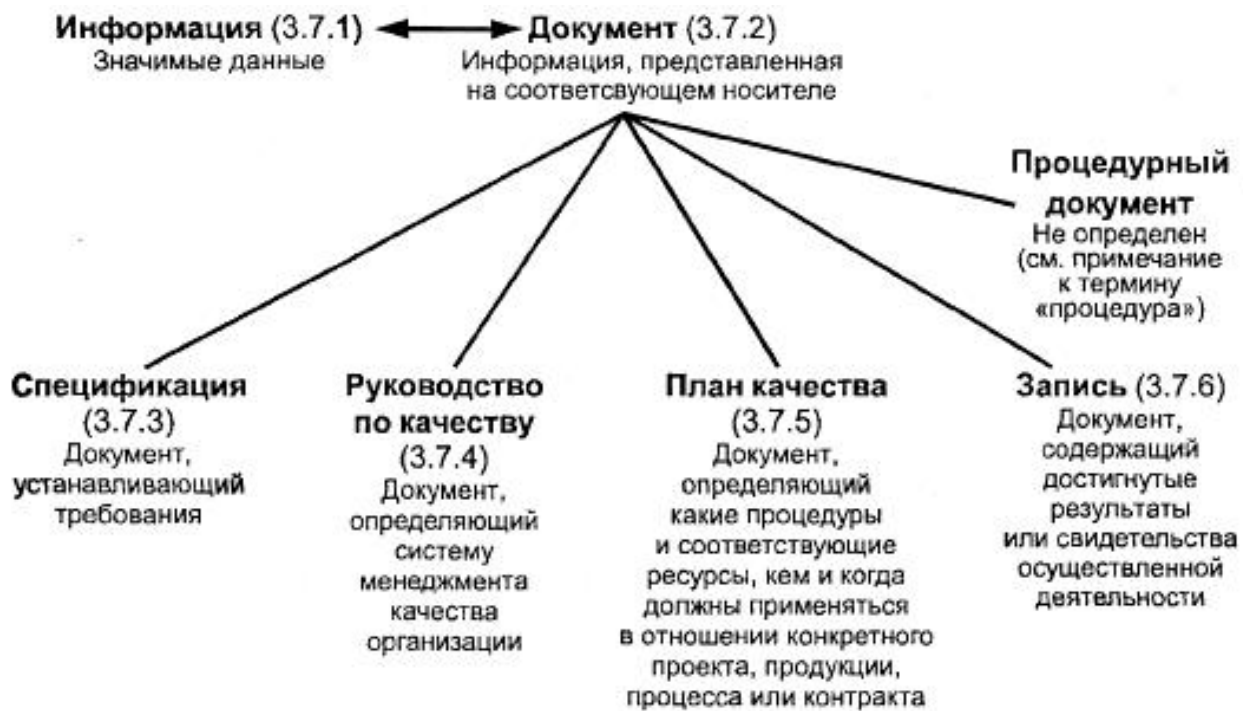 Информация (3.7.1)
Значимые данные
Документ (3.7.2)
Информация, представленная
на соответсвующем носителе
Процедурный
документ
Не определен
(см. примечание
к термину
«процедура»)
Спецификация
(3.7.3)
Документ,
устанавливающий
требования
Руководство
по качеству
(3.7.4)
Документ,
определяющий
систему
менеджмента
качества
организации
План качества
(3.7.5)
Документ,
определяющий
какие процедуры
и соответствующие
ресурсы, кем и когда
должны применяться
в отношении конкретного
проекта, продукции,
процесса или контракта
Запись (3.7.6)
Документ,
содержащий
достигнутые
результаты
или свидетельства
осуществленной
деятельности